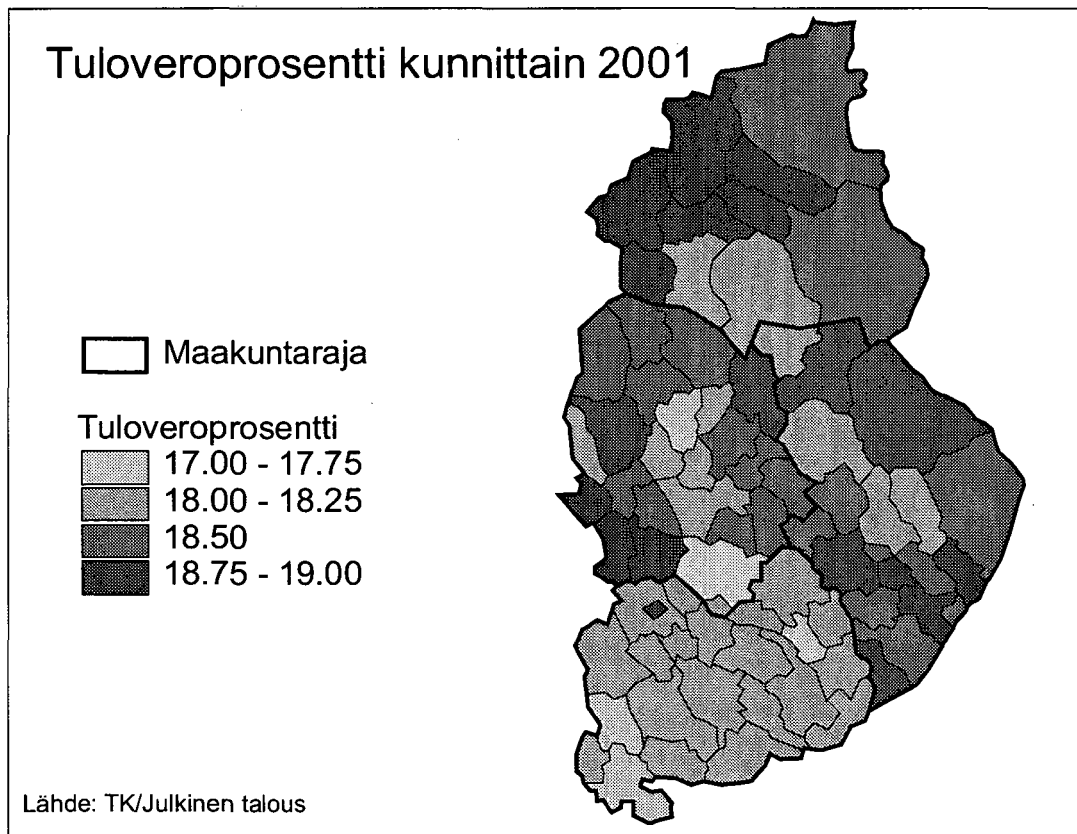 Tuloveroprosentti kunnittain 2001
Maakuntaraja
Tuloveroprosentti
17.00 - 17.75
18.00 - 18.25
18.50
18.75 - 19.00
Lähde: TK/Julkinen talous